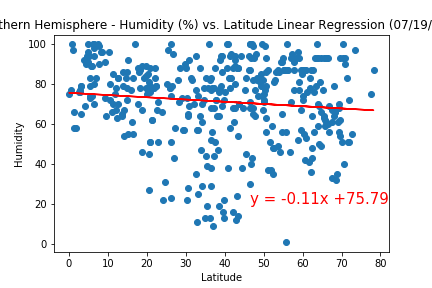 thern Hemisphere - Humidity (%) vs. Latitude Linear Regression (07/19/
100
80
60
40
20
0
Humidity
y = -0.11x +75.79
0 10 20 30 40 50 60 70 80
Latitude